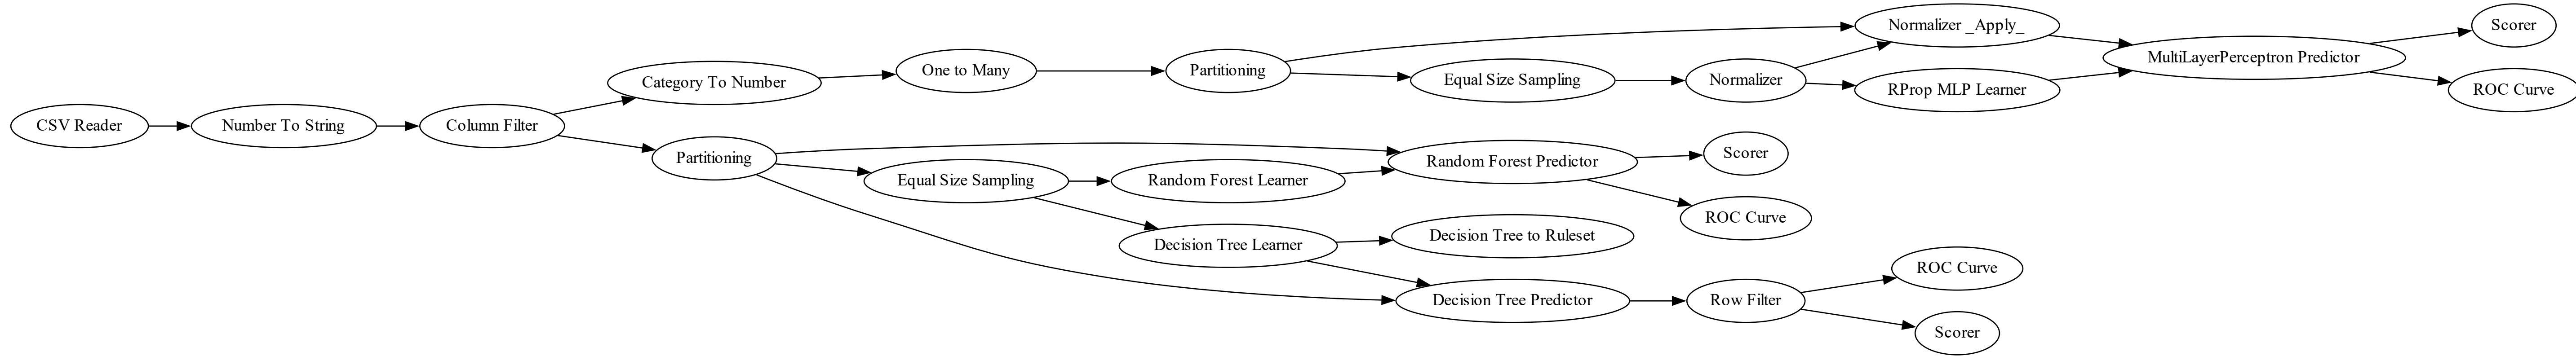 CSV Reader
Number To String
Column Filter
Category To Number
One to Many
Partitioning
Equal Size Sampling
Normalizer
Normalizer _Apply_
RProp MLP Learner
MultiLayerPerceptron Predictor
Scorer
ROC Curve
Partitioning
Equal Size Sampling
Random Forest Learner
Random Forest Predictor
Scorer
ROC Curve
Decision Tree Learner
Decision Tree to Ruleset
Decision Tree Predictor
Row Filter
ROC Curve
Scorer